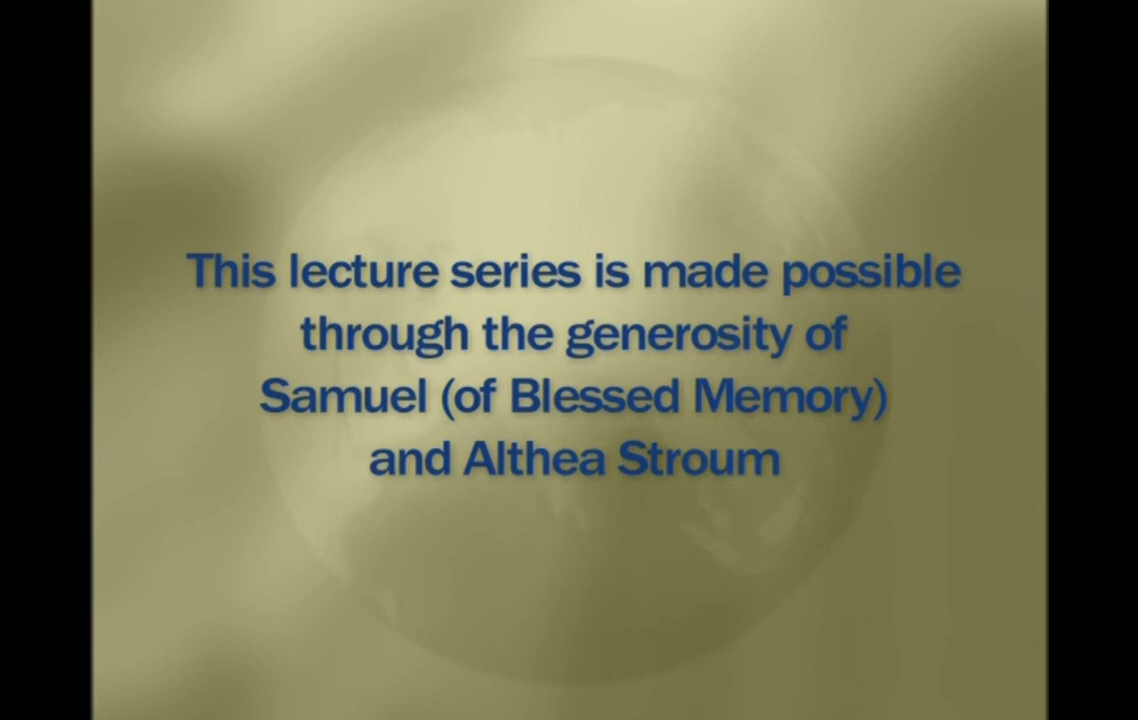 This lecture series is made possible
through the generosity of
Samuel (of Blessed Memory)
and Althea Stroum